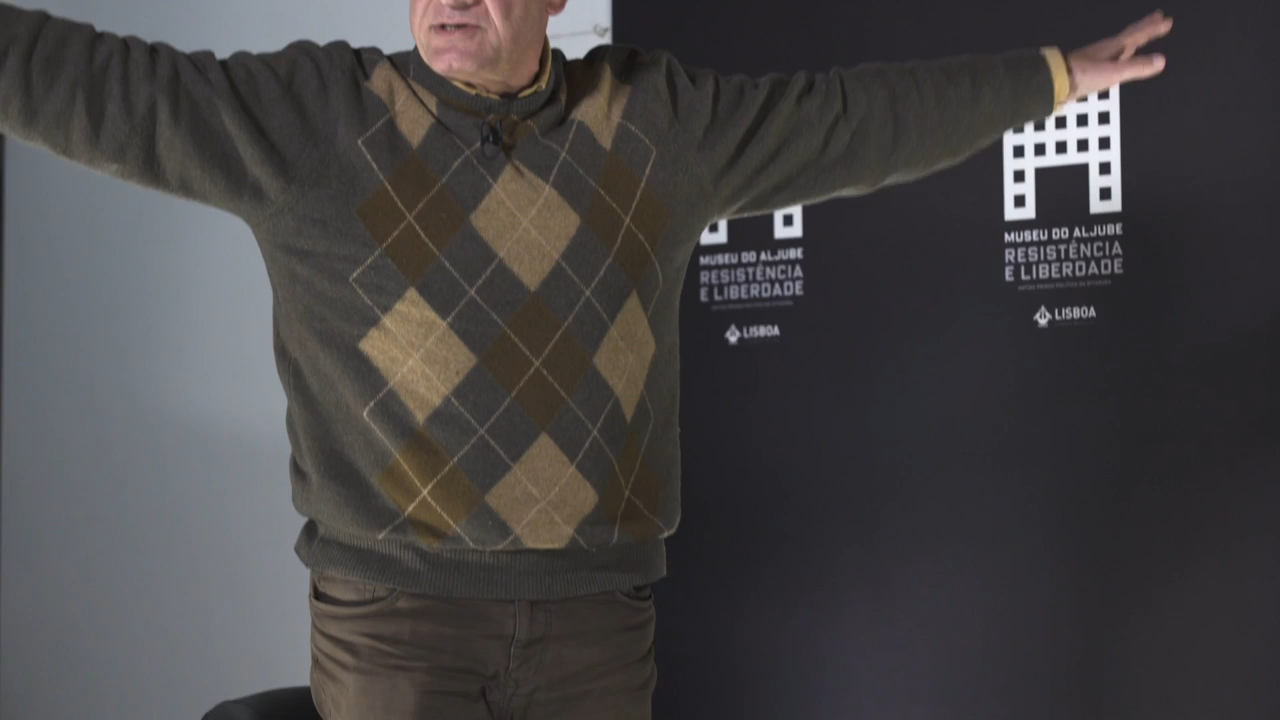 MUSEU DO ALJUBE
RESISTÊNCIA
E LIBERDADE
LISBOA
MUSEU DO ALJUBE
RESISTÊNCIA
E LIBERDADE
LISBOA